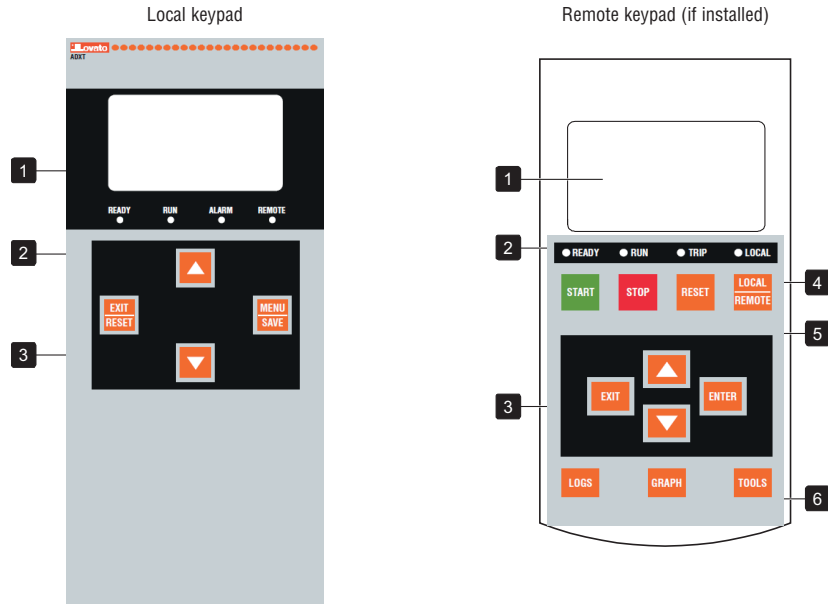 Local keypad
Lovato
ADXT
1
READY RUN ALARM REMOTE
2
EXIT
RESET
MENU
SAVE
3
Remote keypad (if installed)
1
2
READY RUN TRIP LOCAL
START STOP RESET LOCAL
REMOTE
4
5
3
EXIT ENTER
LOGS GRAPH TOOLS
6